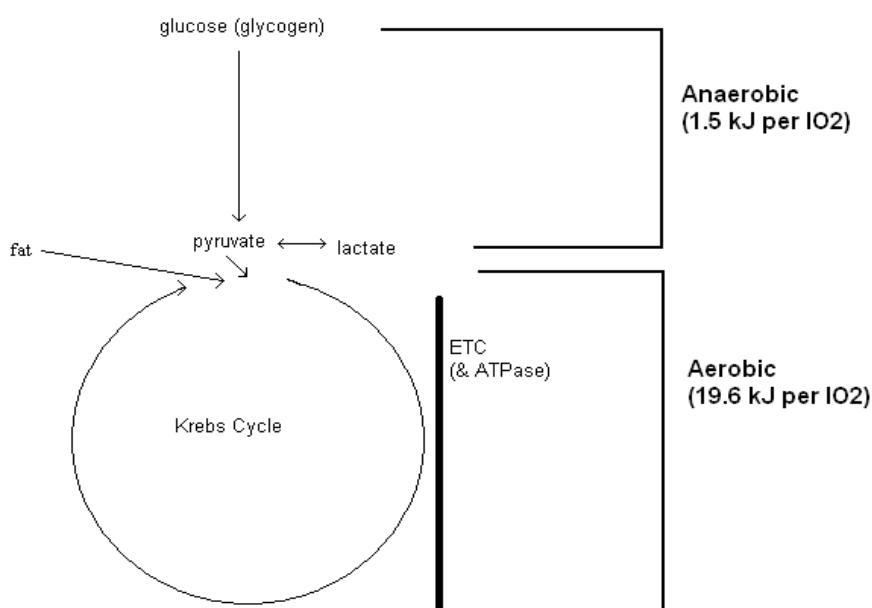 glucose (glycogen)
Anaerobic
(1.5 kJ per lO2)
pyruvate
lactate
fat
ETC
(& ATPase)
Aerobic
(19.6 kJ per lO2)
Krebs Cycle